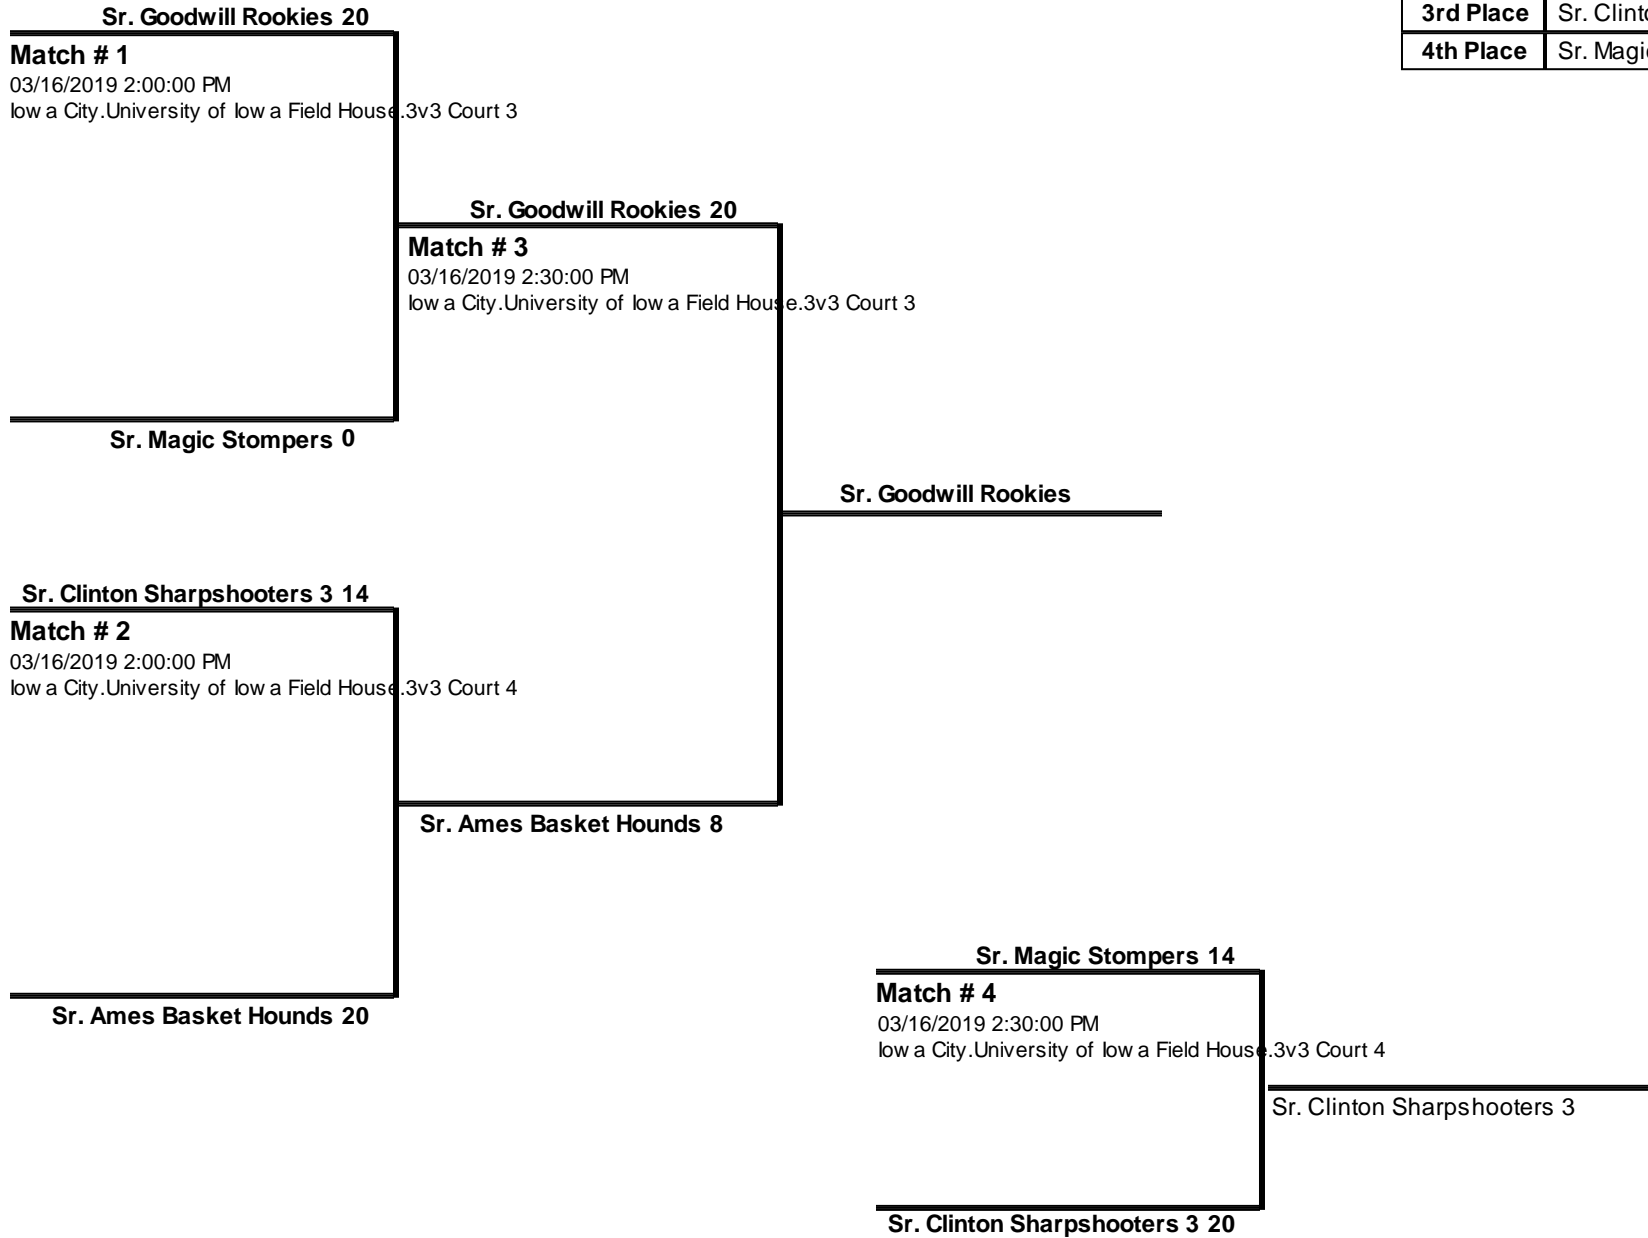 Sr. Goodwill Rookies 20
3rd Place Sr.
Match # 1
4th Place Sr.
03/16/2019 2:00:00 PM
Iowa City.University of Iowa Field House.3v3 Court 3
Sr. Goodwill Rookies 20
Match # 3
03/16/2019 2:30:00 PM
Iowa City.University of Iowa Field House.3v3 Court 3
Sr. Magic Stompers 0
Sr. Goodwill Rookies
Sr. Clinton Sharpshooters 3 14
Match # 2
03/16/2019 2:00:00 PM
Iowa City.University of Iowa Field House.3v3 Court 4
Sr. Ames Basket Hounds 8
Sr. Magic Stompers 14
Match # 4
Sr. Ames Basket Hounds 20
03/16/2019 2:30:00 PM
Iowa City.University of Iowa Field House.3v3 Court 4
Sr. Clinton Sharpshooters 3
Sr. Clinton Sharpshooters 3 20